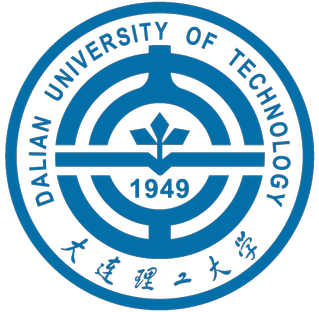 DALIAN UNIVERSITY OF TECHNOLOGY
1949
大连理工大学